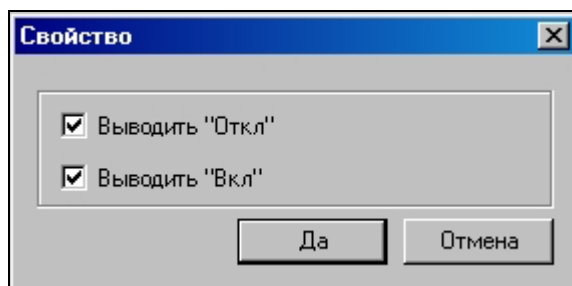 Свойство
Выводить "Откл"
Выводить "Вкл"
Да Отмена